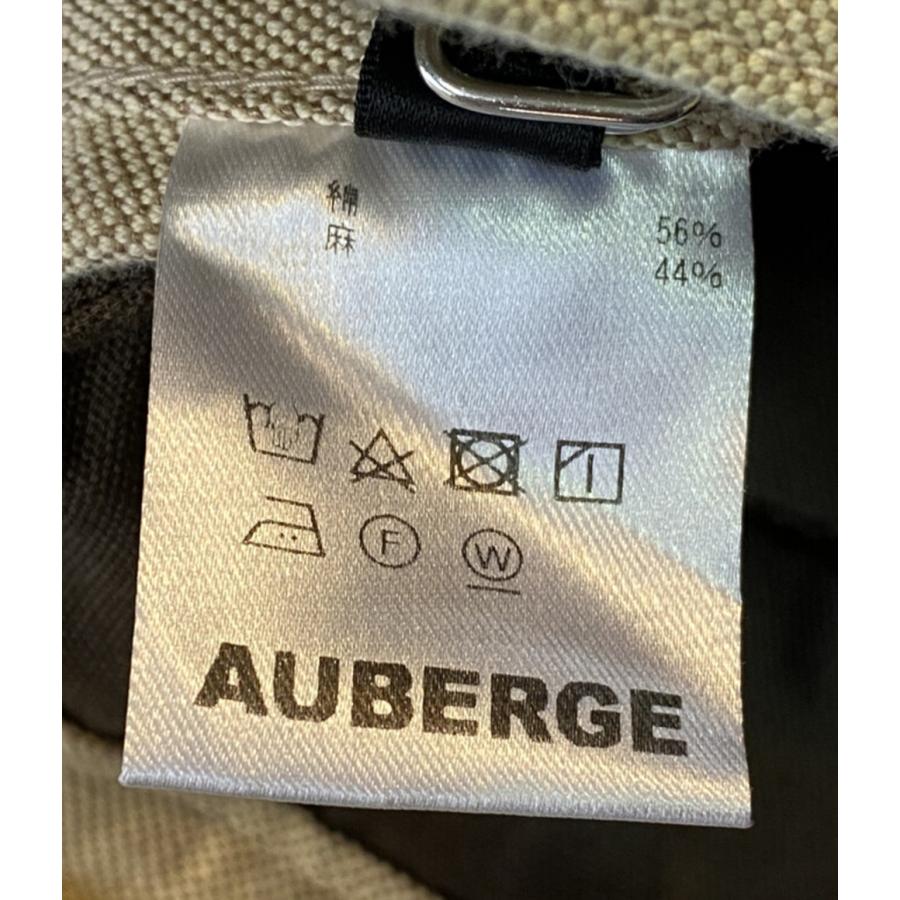 綿 56%
麻 44%
F W
AUBERGE